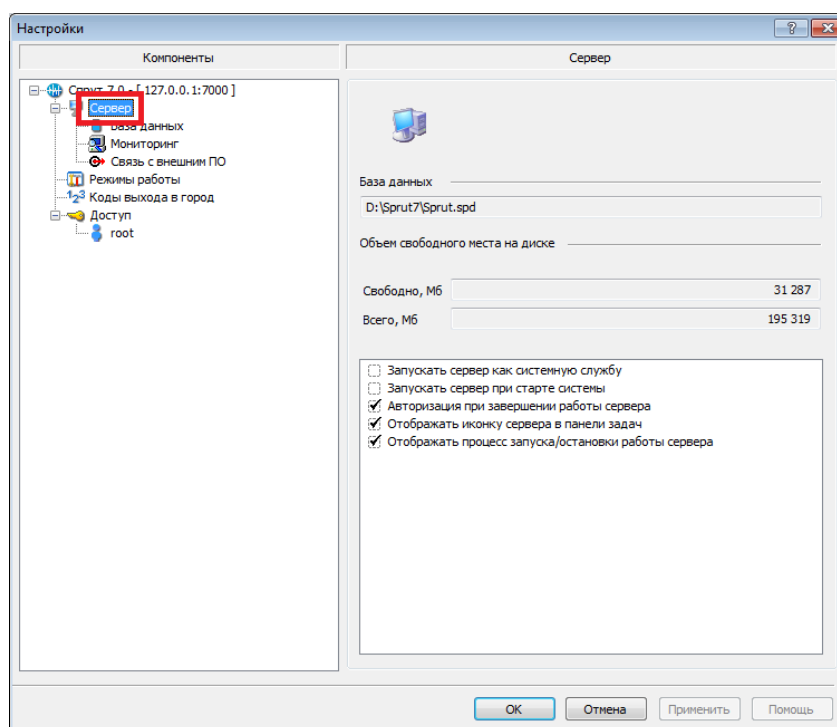 Настройки
Компоненты
Сервер
Спрут 7.0 - [ 127.0.0.1:7000 ]
Сервер
База данных
Мониторинг
Связь с внешним ПО
Режимы работы
Коды выхода в город
Доступ
root
База данных
D:\Sprut7\Sprut.spd
Объем свободного места на диске
Свободно, Мб 31 287
Всего, Мб 195 319
Запускать сервер как системную службу
Запускать сервер при старте системы
Авторизация при завершении работы сервера
Отображать иконку сервера в панели задач
Отображать процесс запуска/остановки работы сервера
OK Отмена Применить Помощь